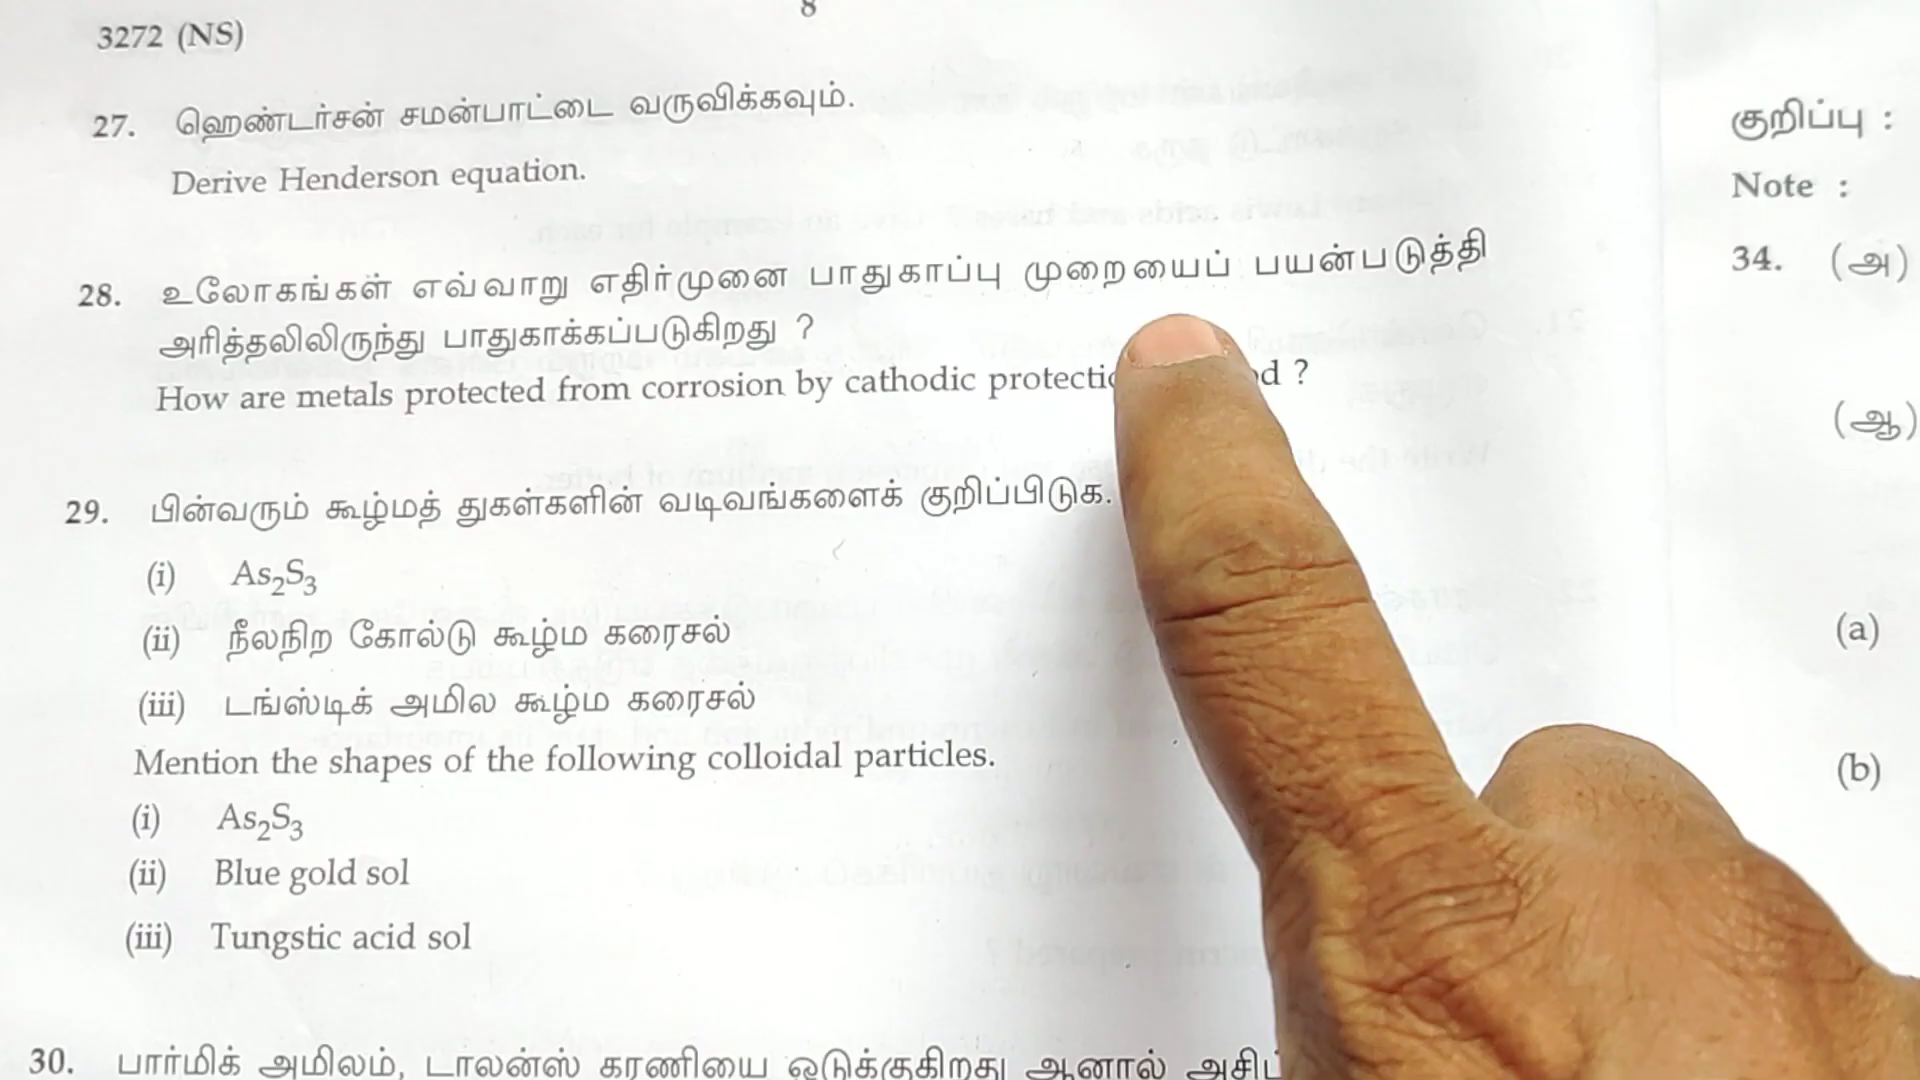 8
3272 (NS)
27. ஹெண்டர்சன் சமன்பாட்டை வருவிக்கவும்.
Derive Henderson equation.
28. உலோகங்கள் எவ்வாறு எதிர்முனை பாதுகாப்பு முறையைப் பயன்படுத்தி
அரித்தலிலிருந்து பாதுகாக்கப்படுகிறது ?
How are metals protected from corrosion by cathodic ?
29. பின்வரும் கூழ்மத் துகள்களின் வடிவங்களைக் குறிப்பிடுக.
(i) As₂S₃
(ii) நீலநிற கோல்டு கூழ்ம கரைசல்
(iii) டங்ஸ்டிக் அமில கூழ்ம கரைசல்
Mention the shapes of the following colloidal particles.
(i) As₂S₃
(ii) Blue gold sol
(iii) Tungstic acid sol
30. பார்மிக் அமிலம், டாலன்ஸ் கரணியை ஒடுக்குகிறது ஆனால்
குறிப்பு :
Note :
34. (அ)
(ஆ)
(a)
(b)